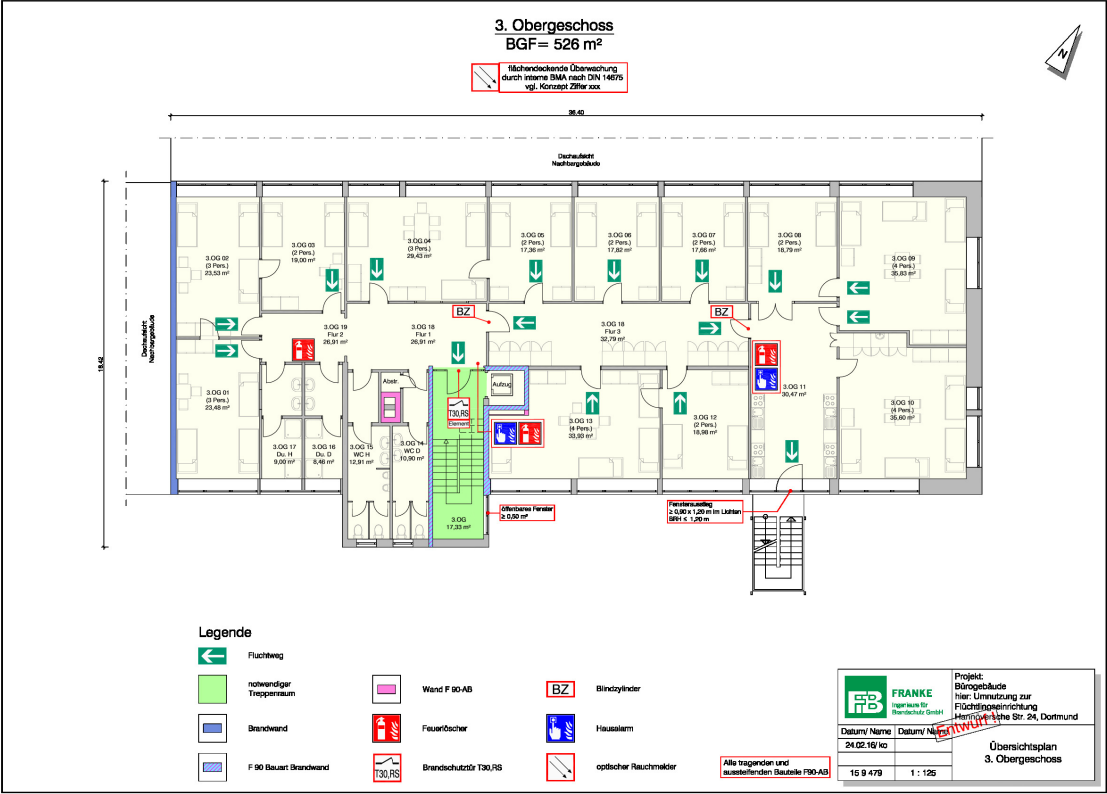 3. Obergeschoss
BGF= 526 m²
flächendeckende Überwachung
durch interne BMA nach DIN 14675
vgl. Konzept Ziffer xxx
N
36.40
Dachaufsicht
Nachbargebäude
16.42
Dachaufsicht
Nachbargebäude
3.OG 02
(3 Pers.)
23,53 m²
3.OG 03
(2 Pers.)
19,00 m²
3.OG 04
(3 Pers.)
29,43 m²
3.OG 05
(2 Pers.)
17,36 m²
3.OG 06
(2 Pers.)
17,82 m²
3.OG 07
(2 Pers.)
17,66 m²
3.OG 08
(2 Pers.)
16,79 m²
3.OG 09
(4 Pers.)
35,83 m²
BZ
BZ
3.OG 19
Flur 2
26,91 m²
3.OG 18
Flur 1
26,91 m²
3.OG 18
Flur 3
32,79 m²
3.OG 01
(3 Pers.)
23,48 m²
Abstr.
Aufzug
T30,RS
Element
3.OG 11
30,47 m²
3.OG 10
(4 Pers.)
35,60 m²
3.OG 12
(2 Pers.)
18,98 m²
3.OG 13
(4 Pers.)
33,93 m²
3.OG 17
Du. H
9,00 m²
3.OG 16
Du. D
8,46 m²
3.OG 15
WC H
12,91 m²
3.OG 14
WC D
10,90 m²
3.OG
17,33 m²
öffenbares Fenster
≥ 0,50 m²
Fensterausstieg
≥ 0,90 x 1,20 m im Lichten
BRH ≤ 1,20 m
Legende
Fluchtweg
notwendiger
Treppenraum
Wand F 90-AB
BZ
Blindzylinder
Brandwand
Feuerlöscher
Hausalarm
F 90 Bauart Brandwand
T30,RS
Brandschutztür T30,RS
optischer Rauchmelder
Alle tragenden und
aussteifenden Bauteile F90-AB
FiB
FRANKE
Ingenieure für
Brandschutz GmbH
Projekt:
Bürogebäude
hier: Umnutzung zur
Flüchtlingseinrichtung
Hannöversche Str. 24, Dortmund
Entwurf !
Datum/ Name
Datum/ Name
24.02.16/ ko
15 9 479
1 : 125
Übersichtsplan
3. Obergeschoss